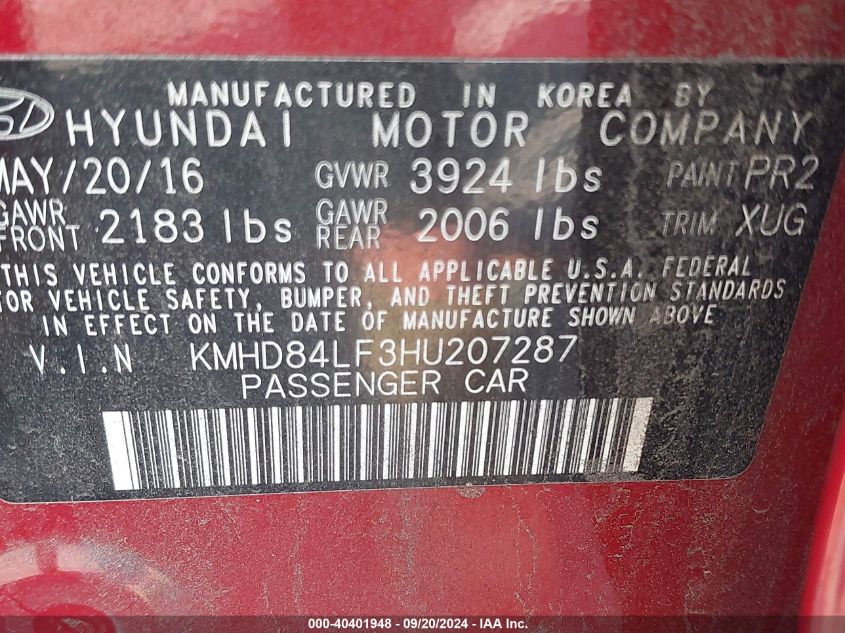 MANUFACTURED IN KOREA BY
HYUNDAI MOTOR COMPANY
MAY/20/16 GVWR 3924 lbs PAINT PR2
GAWR FRONT 2183 lbs GAWR REAR 2006 lbs TRIM XUG
THIS VEHICLE CONFORMS TO ALL APPLICABLE U.S.A. FEDERAL
OR VEHICLE SAFETY, BUMPER, AND THEFT PREVENTION STANDARDS
IN EFFECT ON THE DATE OF MANUFACTURE SHOWN ABOVE.
V.I.N KMHD84LF3HU207287
PASSENGER CAR
000-40401948 - 09/20/2024 - IAA Inc.